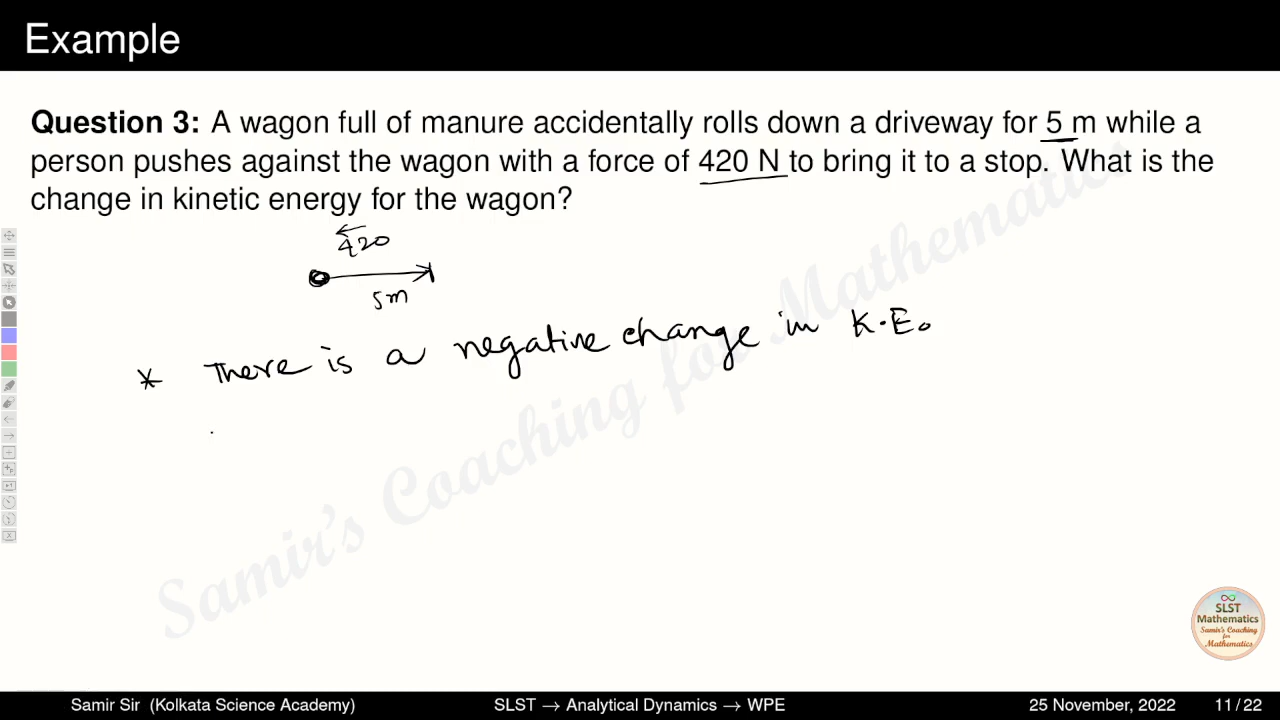 Example
Question 3: A wagon full of manure accidentally rolls down a driveway for 5 m while a
person pushes against the wagon with a force of 420 N to bring it to a stop. What is the
change in kinetic energy for the wagon?
420
5m
* There is a negative change in K.E.
Samir's Coaching for Mathematics
SLST
Mathematics
Samir's Coaching
for
Mathematics
Samir Sir (Kolkata Science Academy) SLST → Analytical Dynamics → WPE 25 November, 2022 11 / 22